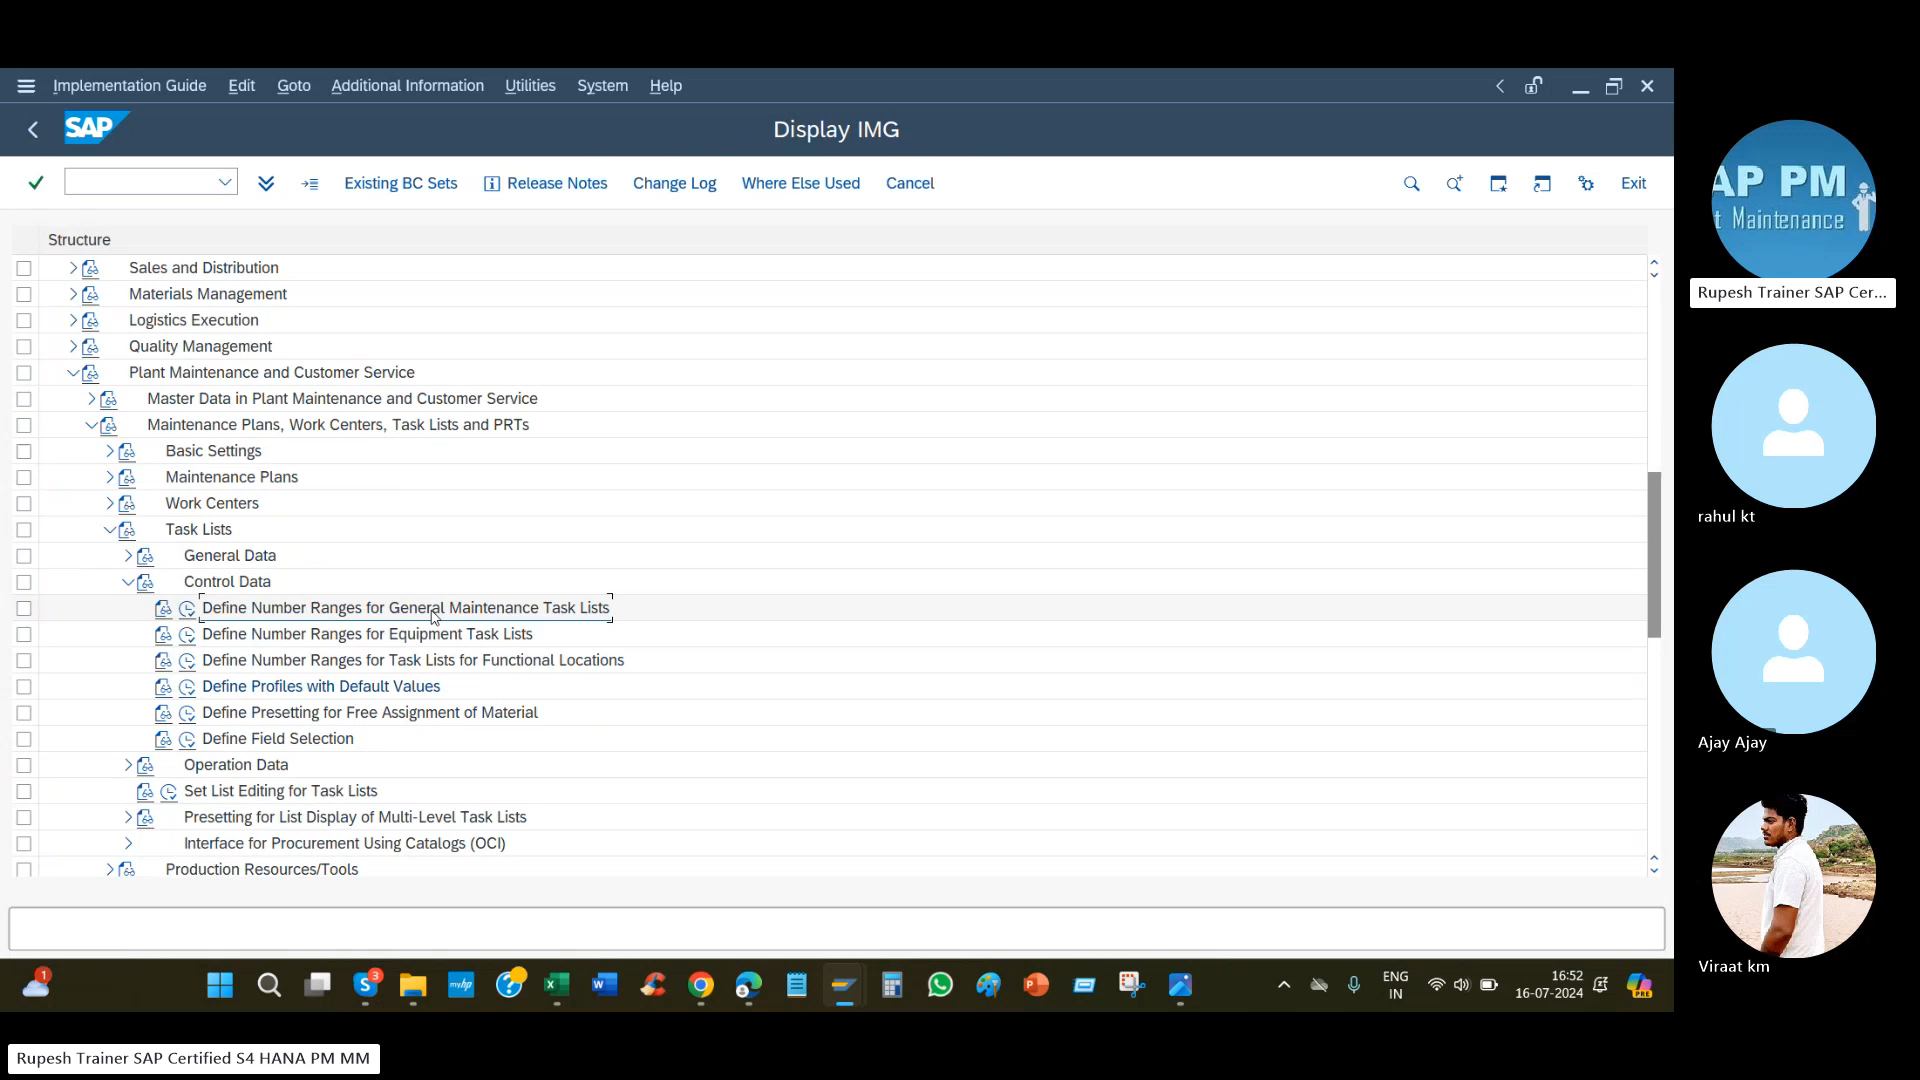 Implementation Guide Edit Goto Additional Information Utilities System Help
SAP Display IMG
Existing BC Sets Release Notes Change Log Where Else Used Cancel Exit
Structure
Sales and Distribution
Materials Management
Logistics Execution
Quality Management
Plant Maintenance and Customer Service
Master Data in Plant Maintenance and Customer Service
Maintenance Plans, Work Centers, Task Lists and PRTs
Basic Settings
Maintenance Plans
Work Centers
Task Lists
General Data
Control Data
Define Number Ranges for General Maintenance Task Lists
Define Number Ranges for Equipment Task Lists
Define Number Ranges for Task Lists for Functional Locations
Define Profiles with Default Values
Define Presetting for Free Assignment of Material
Define Field Selection
Operation Data
Set List Editing for Task Lists
Presetting for List Display of Multi-Level Task Lists
Interface for Procurement Using Catalogs (OCI)
Production Resources/Tools
1
3
myhp
ENG
IN
16:52
16-07-2024
PRE
Rupesh Trainer SAP Certified S4 HANA PM MM
AP PM
t Maintenance
Rupesh Trainer SAP Cer...
rahul kt
Ajay Ajay
Viraat km